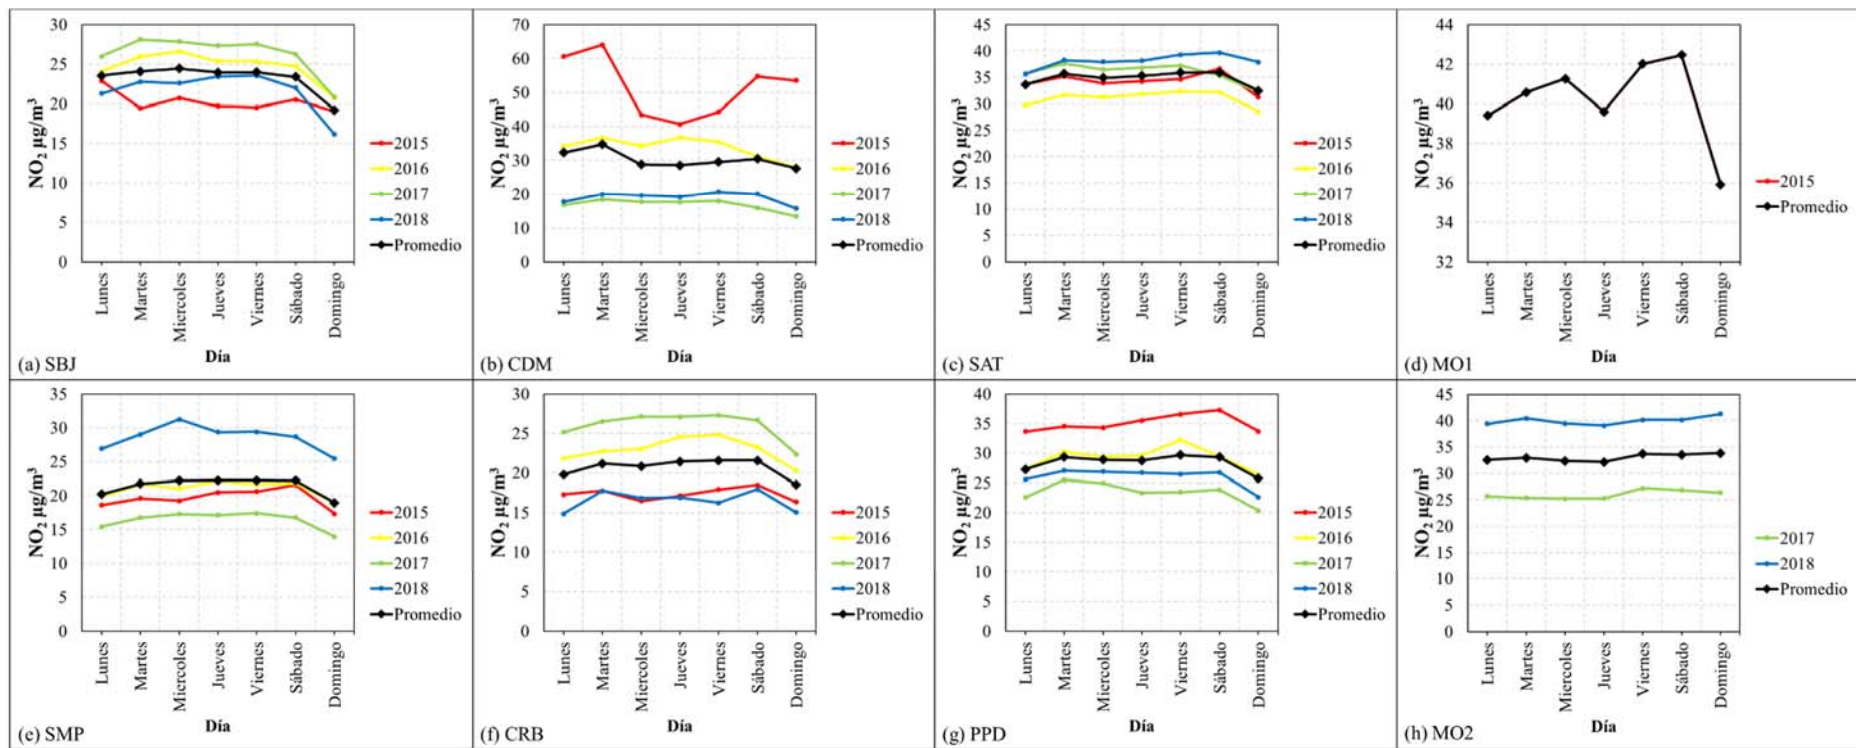 30
25
20
15
10
5
0
NO₂ µg/m³
Lunes
Martes
Miercoles
Jueves
Viernes
Sábado
Domingo
Día
2015
2016
2017
2018
Promedio
(a) SBJ
70
60
50
40
30
20
10
0
NO₂ µg/m³
Lunes
Martes
Miercoles
Jueves
Viernes
Sábado
Domingo
Día
2015
2016
2017
2018
Promedio
(b) CDM
45
40
35
30
25
20
15
10
5
0
NO₂ µg/m³
Lunes
Martes
Miercoles
Jueves
Viernes
Sábado
Domingo
Día
2015
2016
2017
2018
Promedio
(c) SAT
44
42
40
38
36
34
32
NO₂ µg/m³
Lunes
Martes
Miercoles
Jueves
Viernes
Sábado
Domingo
Día
2015
Promedio
(d) MO1
35
30
25
20
15
10
5
0
NO₂ µg/m³
Lunes
Martes
Miercoles
Jueves
Viernes
Sábado
Domingo
Día
2015
2016
2017
2018
Promedio
(e) SMP
30
25
20
15
10
5
0
NO₂ µg/m³
Lunes
Martes
Miercoles
Jueves
Viernes
Sábado
Domingo
Día
2015
2016
2017
2018
Promedio
(f) CRB
40
35
30
25
20
15
10
5
0
NO₂ µg/m³
Lunes
Martes
Miercoles
Jueves
Viernes
Sábado
Domingo
Día
2015
2016
2017
2018
Promedio
(g) PPD
45
40
35
30
25
20
15
10
5
0
NO₂ µg/m³
Lunes
Martes
Miercoles
Jueves
Viernes
Sábado
Domingo
Día
2017
2018
Promedio
(h) MO2